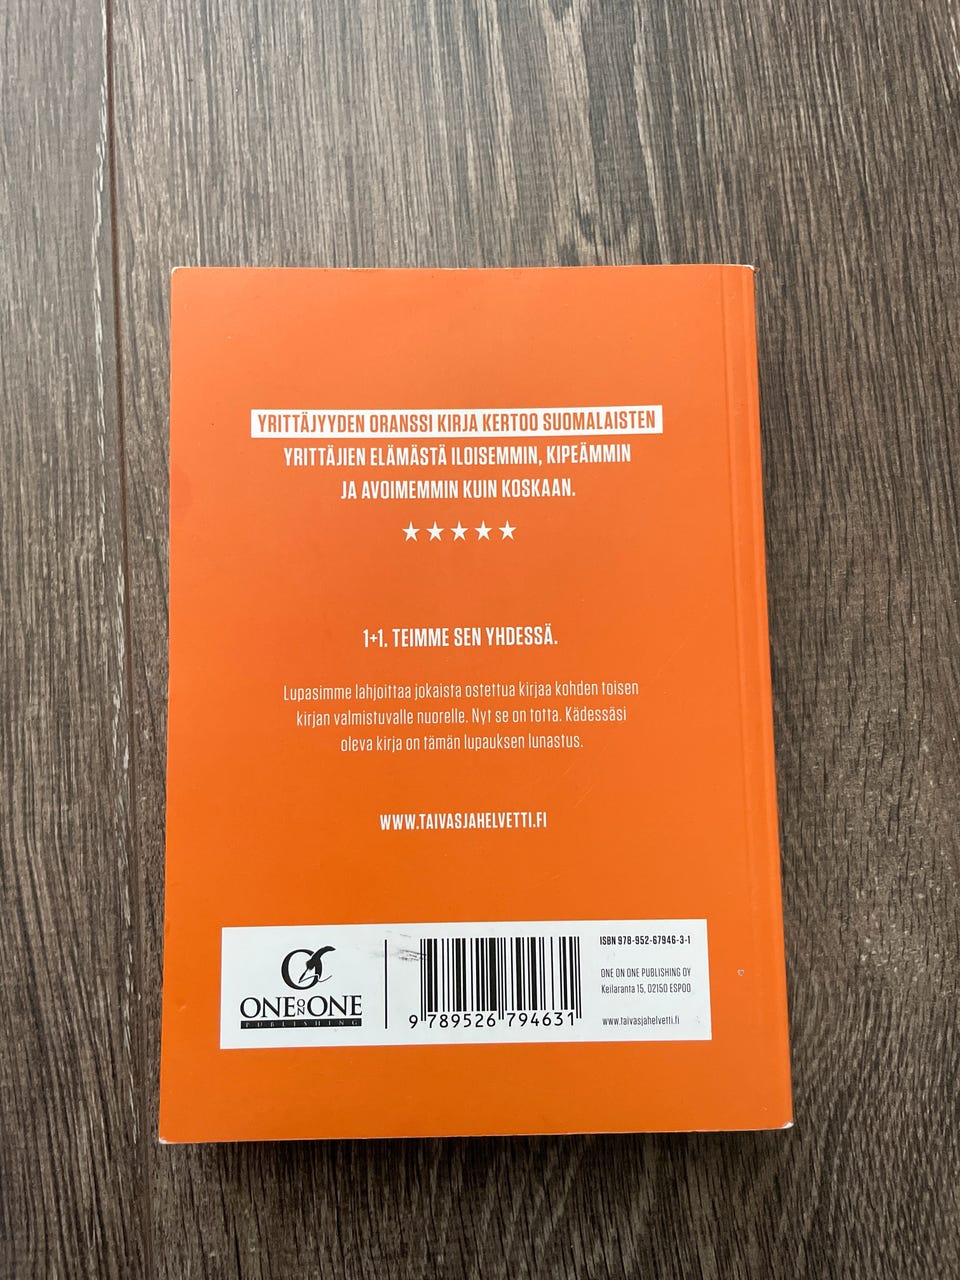 YRITTÄJYYDEN ORANSSI KIRJA KERTOO SUOMALAISTEN
YRITTÄJIEN ELÄMÄSTÄ ILOISEMMIN, KIPEÄMMIN
JA AVOIMEMMIN KUIN KOSKAAN.
1+1. TEIMME SEN YHDESSÄ.
Lupasimme lahjoittaa jokaista ostettua kirjaa kohden toisen
kirjan valmistuvalle nuorelle. Nyt se on totta. Kädessäsi
oleva kirja on tämän lupauksen lunastus.
WWW.TAIVASJAHELVETTI.FI
ONE ON ONE
PUBLISHING
9 789526 794631
ISBN 978-952-67946-3-1
ONE ON ONE PUBLISHING OY
Keilaranta 15, 02150 ESPOO
www.taivasjahelvetti.fi